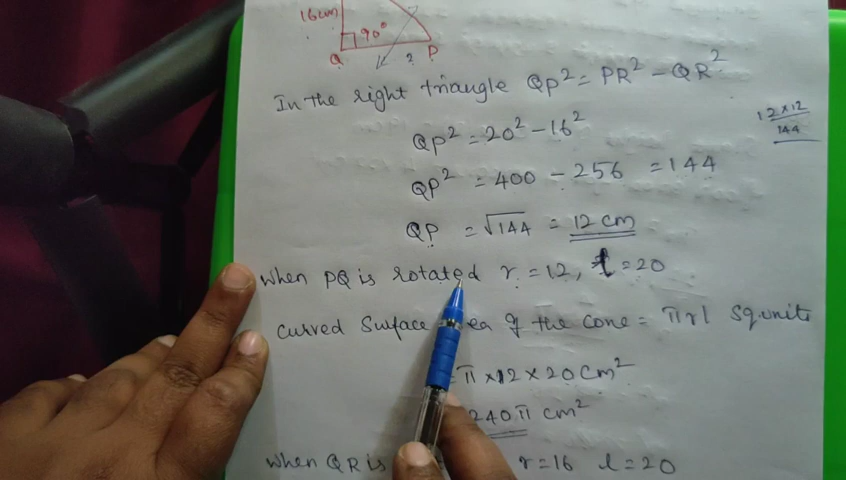 16cm
90°
Q ? P
In the right triangle QP² = PR² - QR²
12×12
144
QP² = 20² - 16²
QP² = 400 - 256 = 144
QP = √144 = 12 cm
When PQ is rotated r = 12, l = 20
curved Surface of the cone = πrl sq.units
= π × 12 × 20 cm²
240π cm²
When QR is r = 16 l = 20